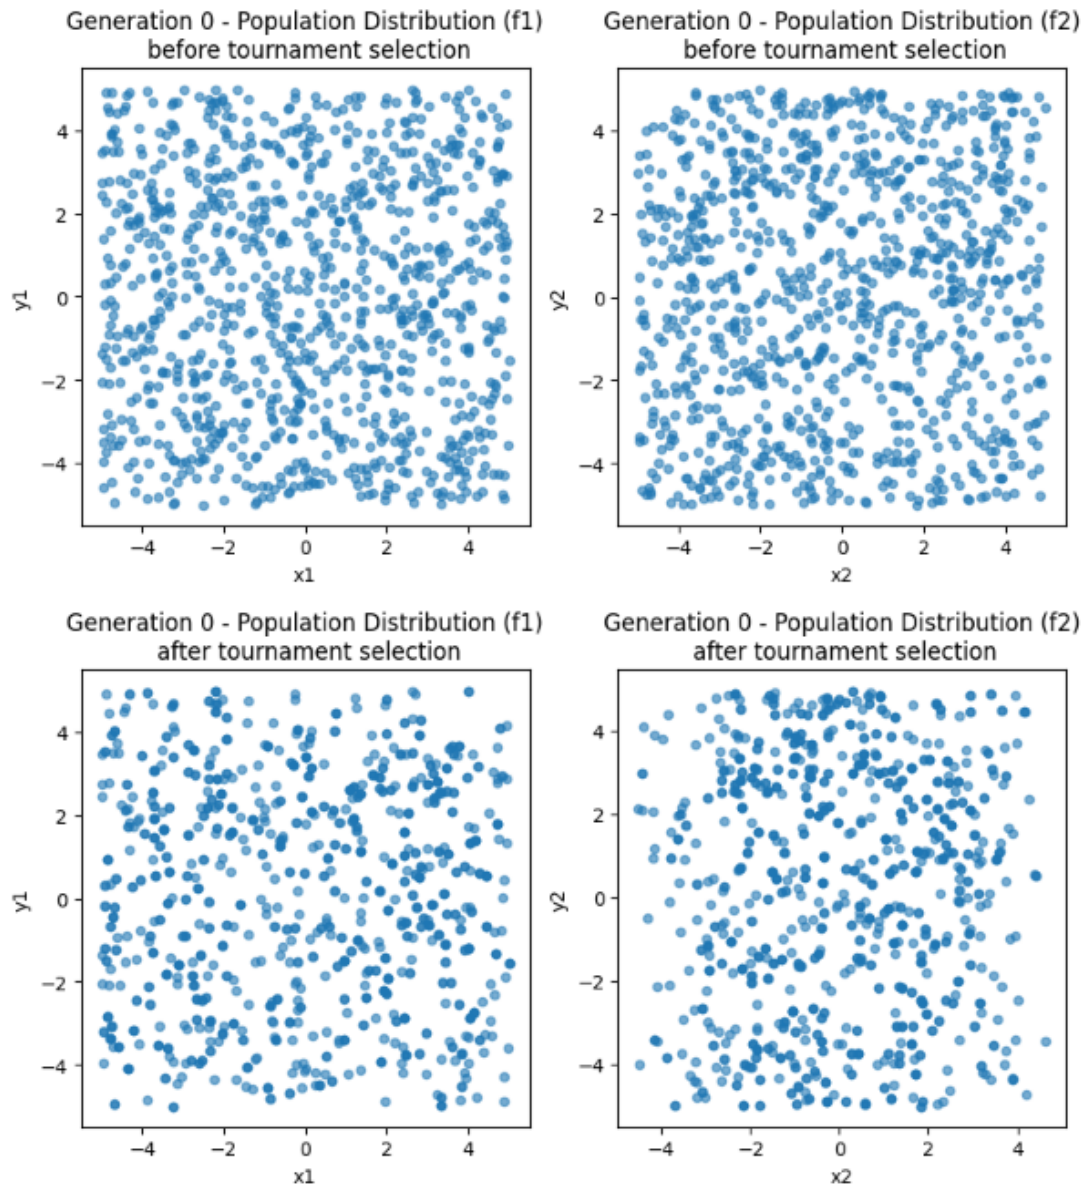 Generation 0 - Population Distribution (f1)
before tournament selection
Generation 0 - Population Distribution (f2)
before tournament selection
4
2
0
−2
−4
y1
−4 −2 0 2 4
x1
4
2
0
−2
−4
y2
−4 −2 0 2 4
x2
Generation 0 - Population Distribution (f1)
after tournament selection
Generation 0 - Population Distribution (f2)
after tournament selection
4
2
0
−2
−4
y1
−4 −2 0 2 4
x1
4
2
0
−2
−4
y2
−4 −2 0 2 4
x2